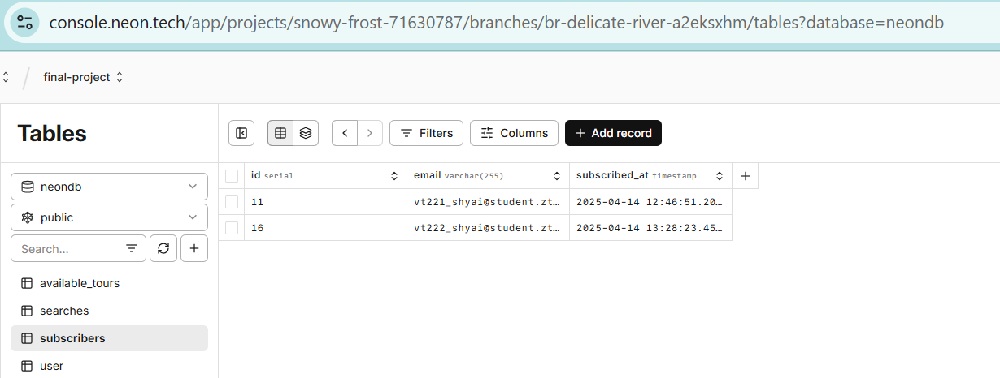 console.neon.tech/app/projects/snowy-frost-71630787/branches/br-delicate-river-a2eksxhm/tables?database=neondb
final-project
Tables
Filters
Columns
+ Add record
neondb
public
Search...
available_tours
searches
subscribers
user
id serial email varchar(255) subscribed_at timestamp
11 vt221_shyai@student.zt… 2025-04-14 12:46:51.20…
16 vt222_shyai@student.zt… 2025-04-14 13:28:23.45…